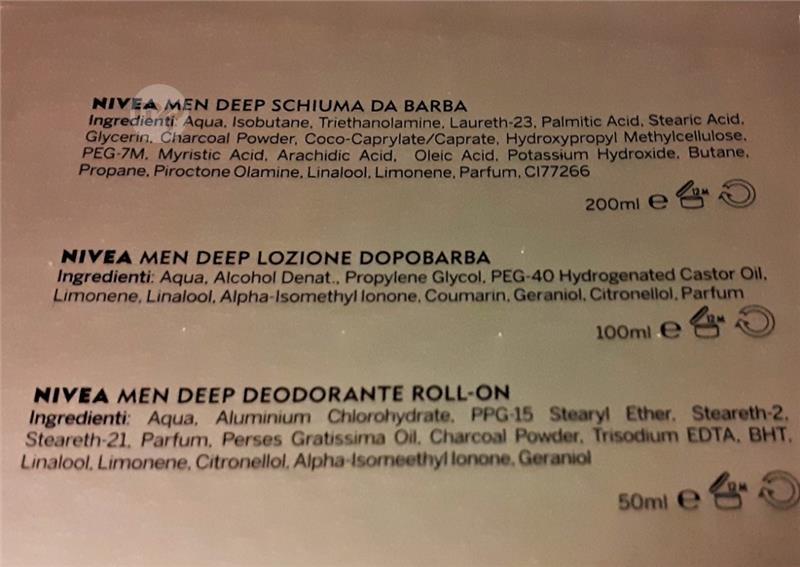 NIVEA MEN DEEP SCHIUMA DA BARBA
Ingredienti: Aqua, Isobutane, Triethanolamine, Laureth-23, Palmitic Acid, Stearic Acid,
Glycerin, Charcoal Powder, Coco-Caprylate/Caprate, Hydroxypropyl Methylcellulose,
PEG-7M, Myristic Acid, Arachidic Acid, Oleic Acid, Potassium Hydroxide, Butane,
Propane, Piroctone Olamine, Linalool, Limonene, Parfum, CI77266
200ml e 12 M
NIVEA MEN DEEP LOZIONE DOPOBARBA
Ingredienti: Aqua, Alcohol Denat., Propylene Glycol, PEG-40 Hydrogenated Castor Oil,
Limonene, Linalool, Alpha-Isomethyl Ionone, Coumarin, Geraniol, Citronellol, Parfum
100ml e 12 M
NIVEA MEN DEEP DEODORANTE ROLL-ON
Ingredienti: Aqua, Aluminium Chlorohydrate, PPG-15 Stearyl Ether, Steareth-2,
Steareth-21, Parfum, Perses Gratissima Oil, Charcoal Powder, Trisodium EDTA, BHT,
Linalool, Limonene, Citronellol, Alpha-Isomeethyl Ionone, Geraniol
50ml e 12 M